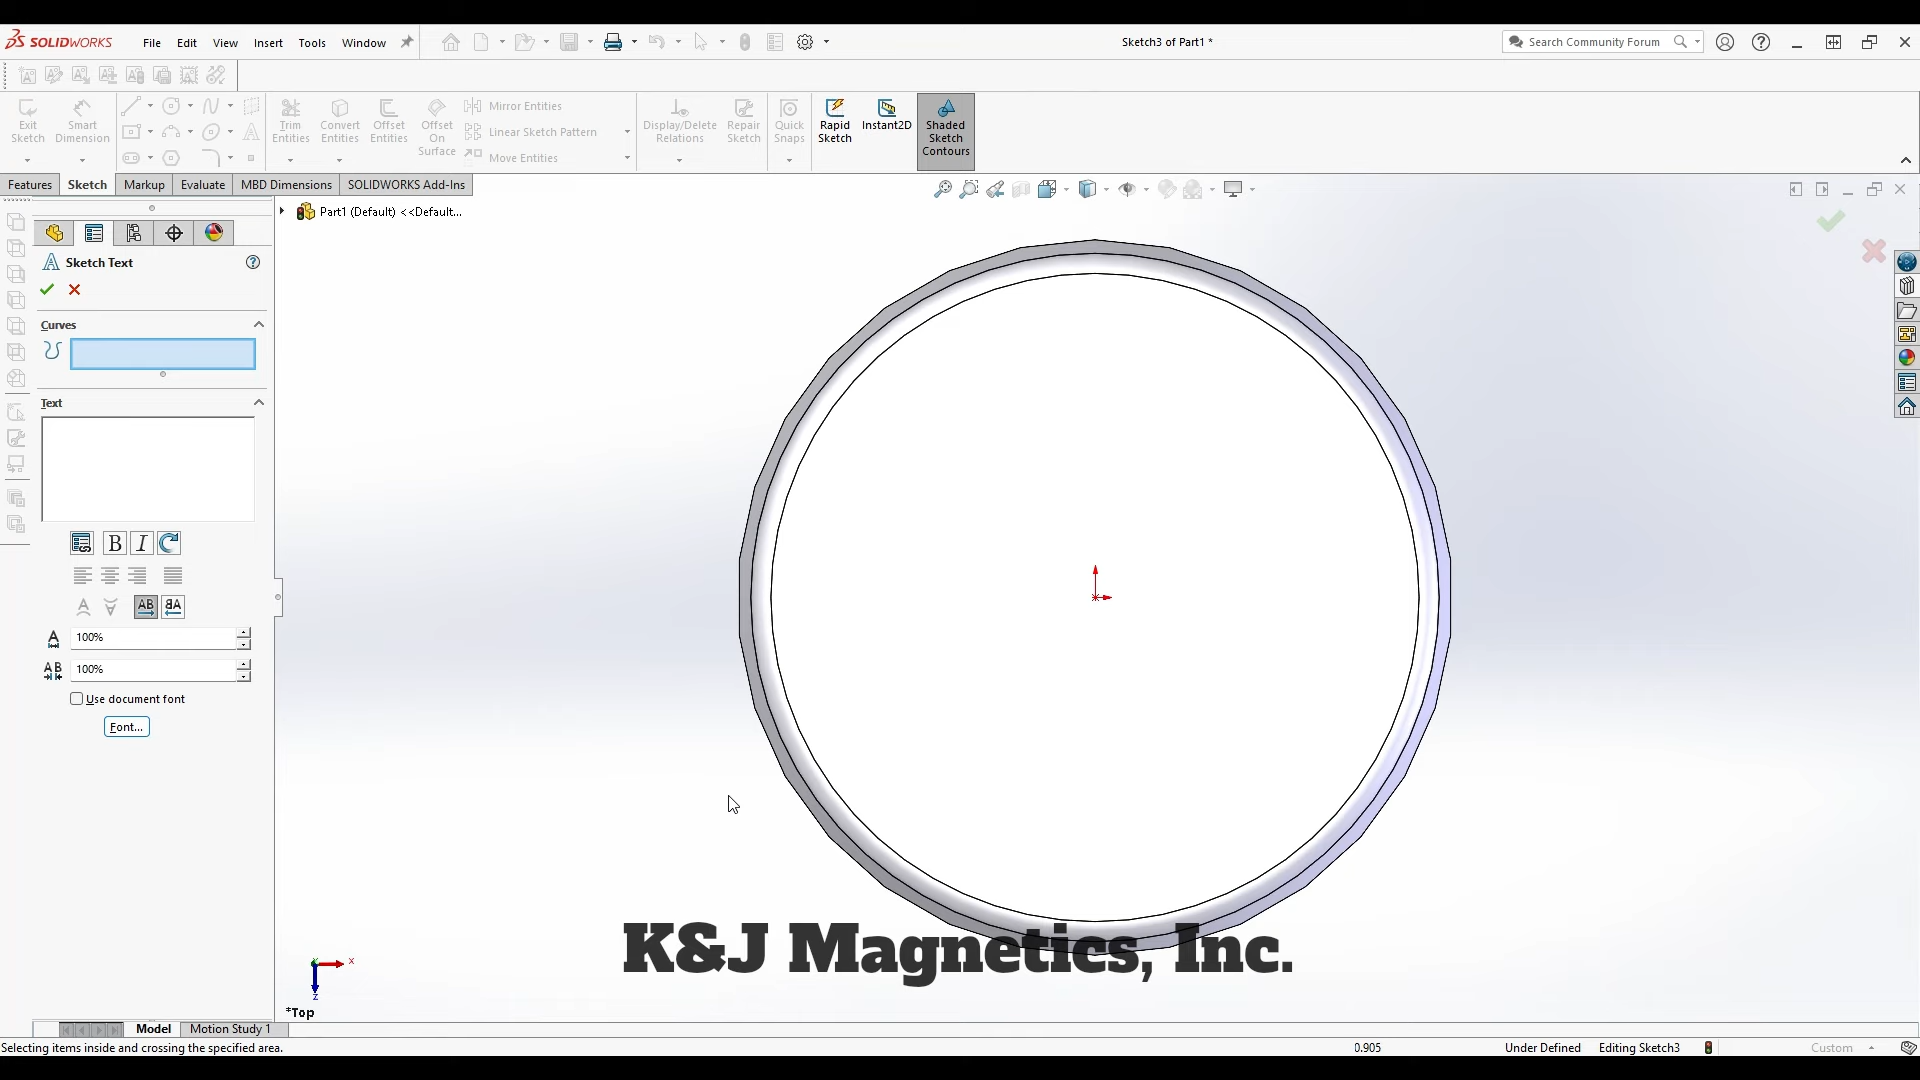 SOLIDWORKS File Edit View Insert Tools Window Sketch3 of Part1 * Search Community Forum
Exit Sketch
Smart Dimension
Trim Entities
Convert Entities
Offset Entities
Offset On Surface
Mirror Entities
Linear Sketch Pattern
Move Entities
Display/Delete Relations
Repair Sketch
Quick Snaps
Rapid Sketch
Instant2D
Shaded Sketch Contours
Features Sketch Markup Evaluate MBD Dimensions SOLIDWORKS Add-Ins
Part1 (Default) <<Default...
Sketch Text
Curves
Text
B I
AB
100%
AB 100%
Use document font
Font...
K&J Magnetics, Inc.
x
z
*Top
Model Motion Study 1
Selecting items inside and crossing the specified area. 0.905 Under Defined Editing Sketch3 Custom